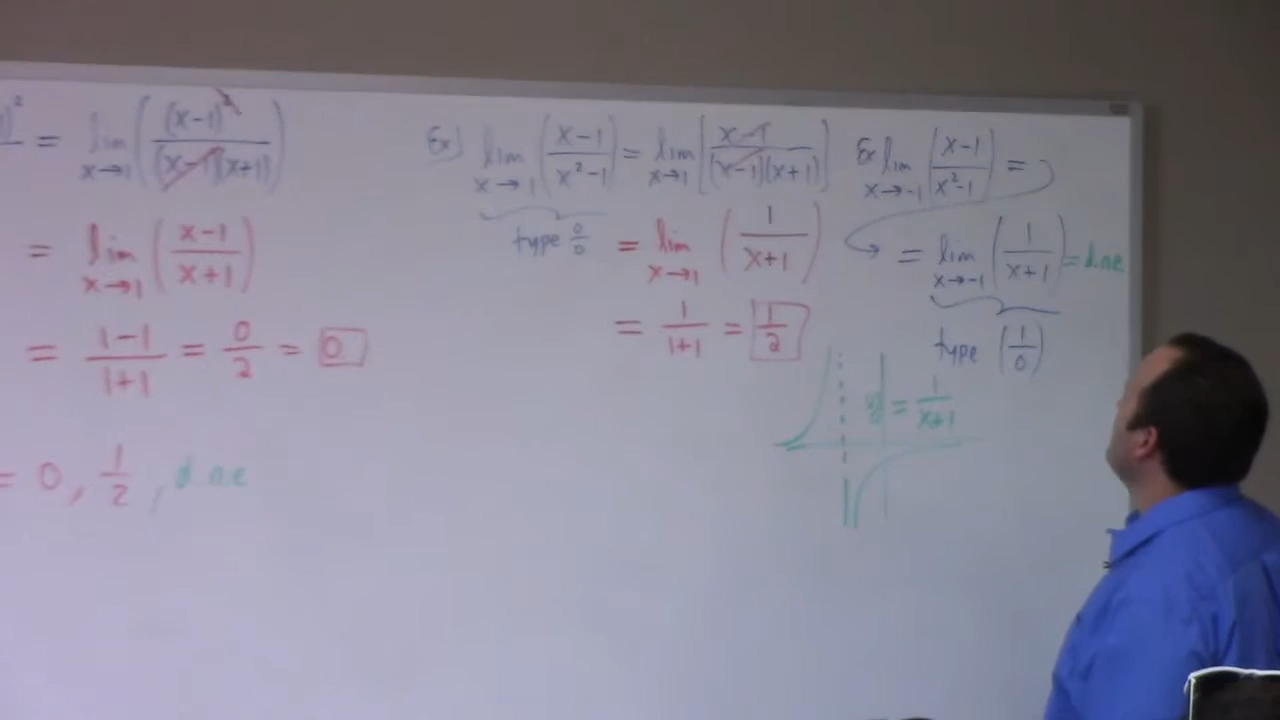 )² = lim x→1 ( (x-1)² / (x-1)(x+1) )
= lim x→1 ( x-1 / x+1 )
= 1-1 / 1+1 = 0/2 = 0
= 0, 1/2, d.n.e
Ex) lim x→1 ( x-1 / x²-1 ) = lim x→1 [ x-1 / (x-1)(x+1) ]
type 0/0
= lim x→1 ( 1 / x+1 )
= 1 / 1+1 = 1/2
Ex lim x→-1 ( x-1 / x²-1 ) =
= lim x→-1 ( 1 / x+1 ) = d.n.e
type ( 1/0 )
y = 1 / x+1